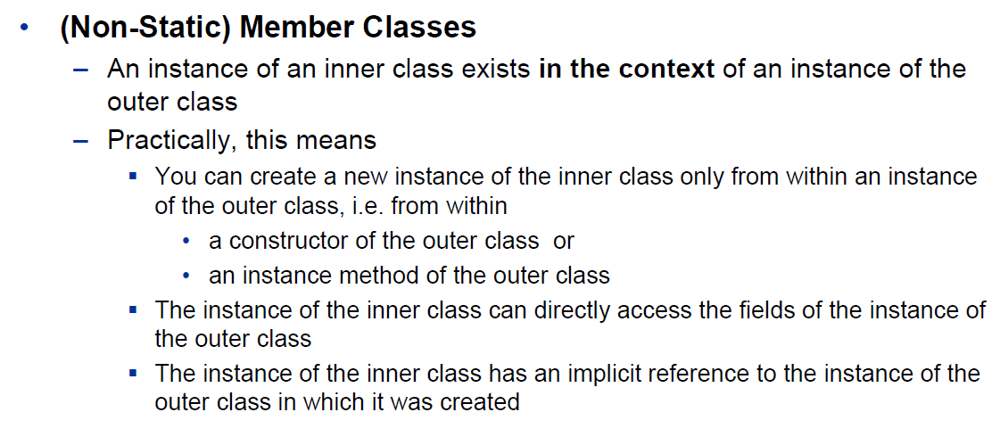 • (Non-Static) Member Classes
– An instance of an inner class exists in the context of an instance of the
outer class
– Practically, this means
▪ You can create a new instance of the inner class only from within an instance
of the outer class, i.e. from within
• a constructor of the outer class or
• an instance method of the outer class
▪ The instance of the inner class can directly access the fields of the instance of
the outer class
▪ The instance of the inner class has an implicit reference to the instance of the
outer class in which it was created